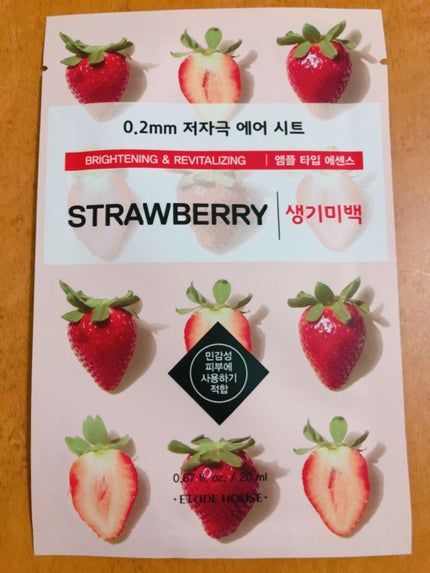 0.2mm 저자극 에어 시트
BRIGHTENING & REVITALIZING | 앰플 타입 에센스
STRAWBERRY | 생기미백
민감성
피부에
사용하기
적합
0.67 fl. oz. / 20 ml
• ETUDE HOUSE •